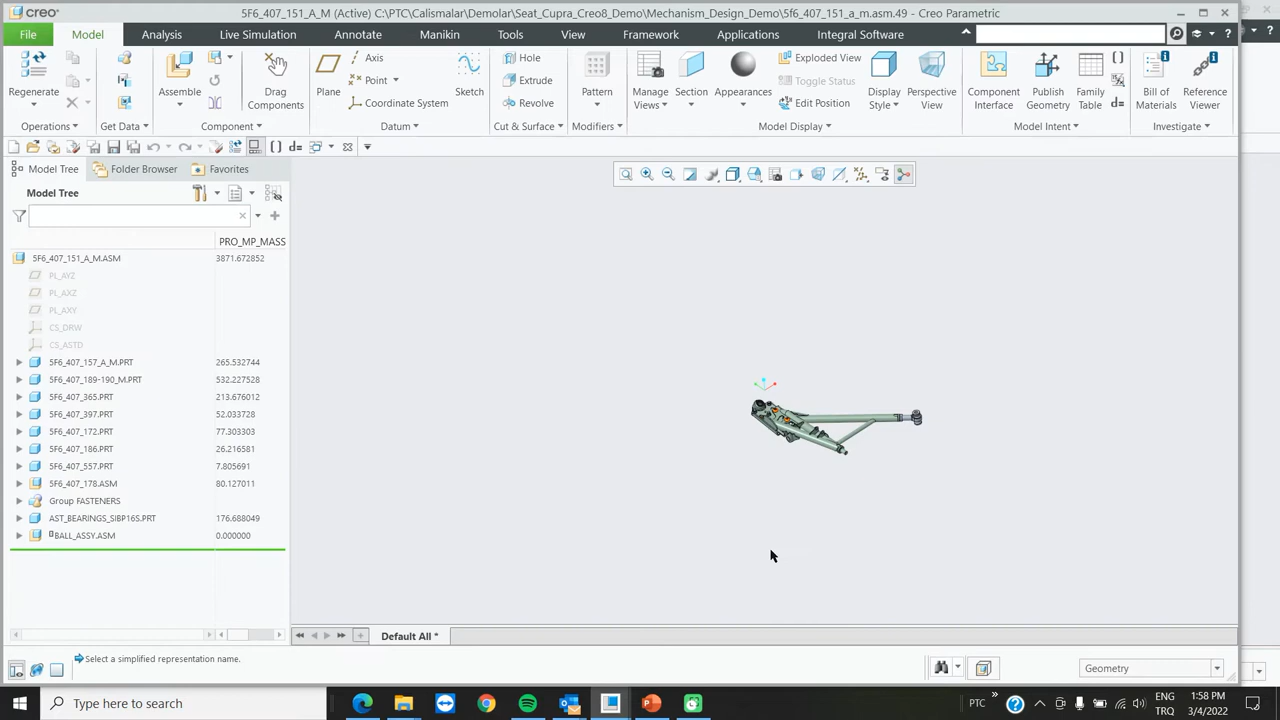 creo
5F6_407_151_A_M (Active) C:\PTC\Calismalar\Demolar\Seat_Cupra_Creo8_Demo\Mechanism_Design_Demo\5f6_407_151_a_m.asm.49 - Creo Parametric
File Model Analysis Live Simulation Annotate Manikin Tools View Framework Applications Integral Software
Regenerate
Operations
Get Data
Assemble
Drag Components
Component
Plane
Axis
Point
Coordinate System
Sketch
Datum
Hole
Extrude
Revolve
Cut & Surface
Pattern
Modifiers
Manage Views
Section
Appearances
Exploded View
Toggle Status
Edit Position
Display Style
Perspective View
Model Display
Component Interface
Publish Geometry
Family Table
Model Intent
Bill of Materials
Reference Viewer
Investigate
Model Tree Folder Browser Favorites
Model Tree
PRO_MP_MASS
5F6_407_151_A_M.ASM 3871.672852
PL_AYZ
PL_AXZ
PL_AXY
CS_DRW
CS_ASTD
5F6_407_157_A_M.PRT 265.532744
5F6_407_189-190_M.PRT 532.227528
5F6_407_365.PRT 213.676012
5F6_407_397.PRT 52.033728
5F6_407_172.PRT 77.303303
5F6_407_186.PRT 26.216581
5F6_407_557.PRT 7.805691
5F6_407_178.ASM 80.127011
Group FASTENERS
AST_BEARINGS_SIBP16S.PRT 176.688049
BALL_ASSY.ASM 0.000000
Default All *
Select a simplified representation name.
Geometry
Type here to search
PTC
ENG
TRQ
1:58 PM
3/4/2022